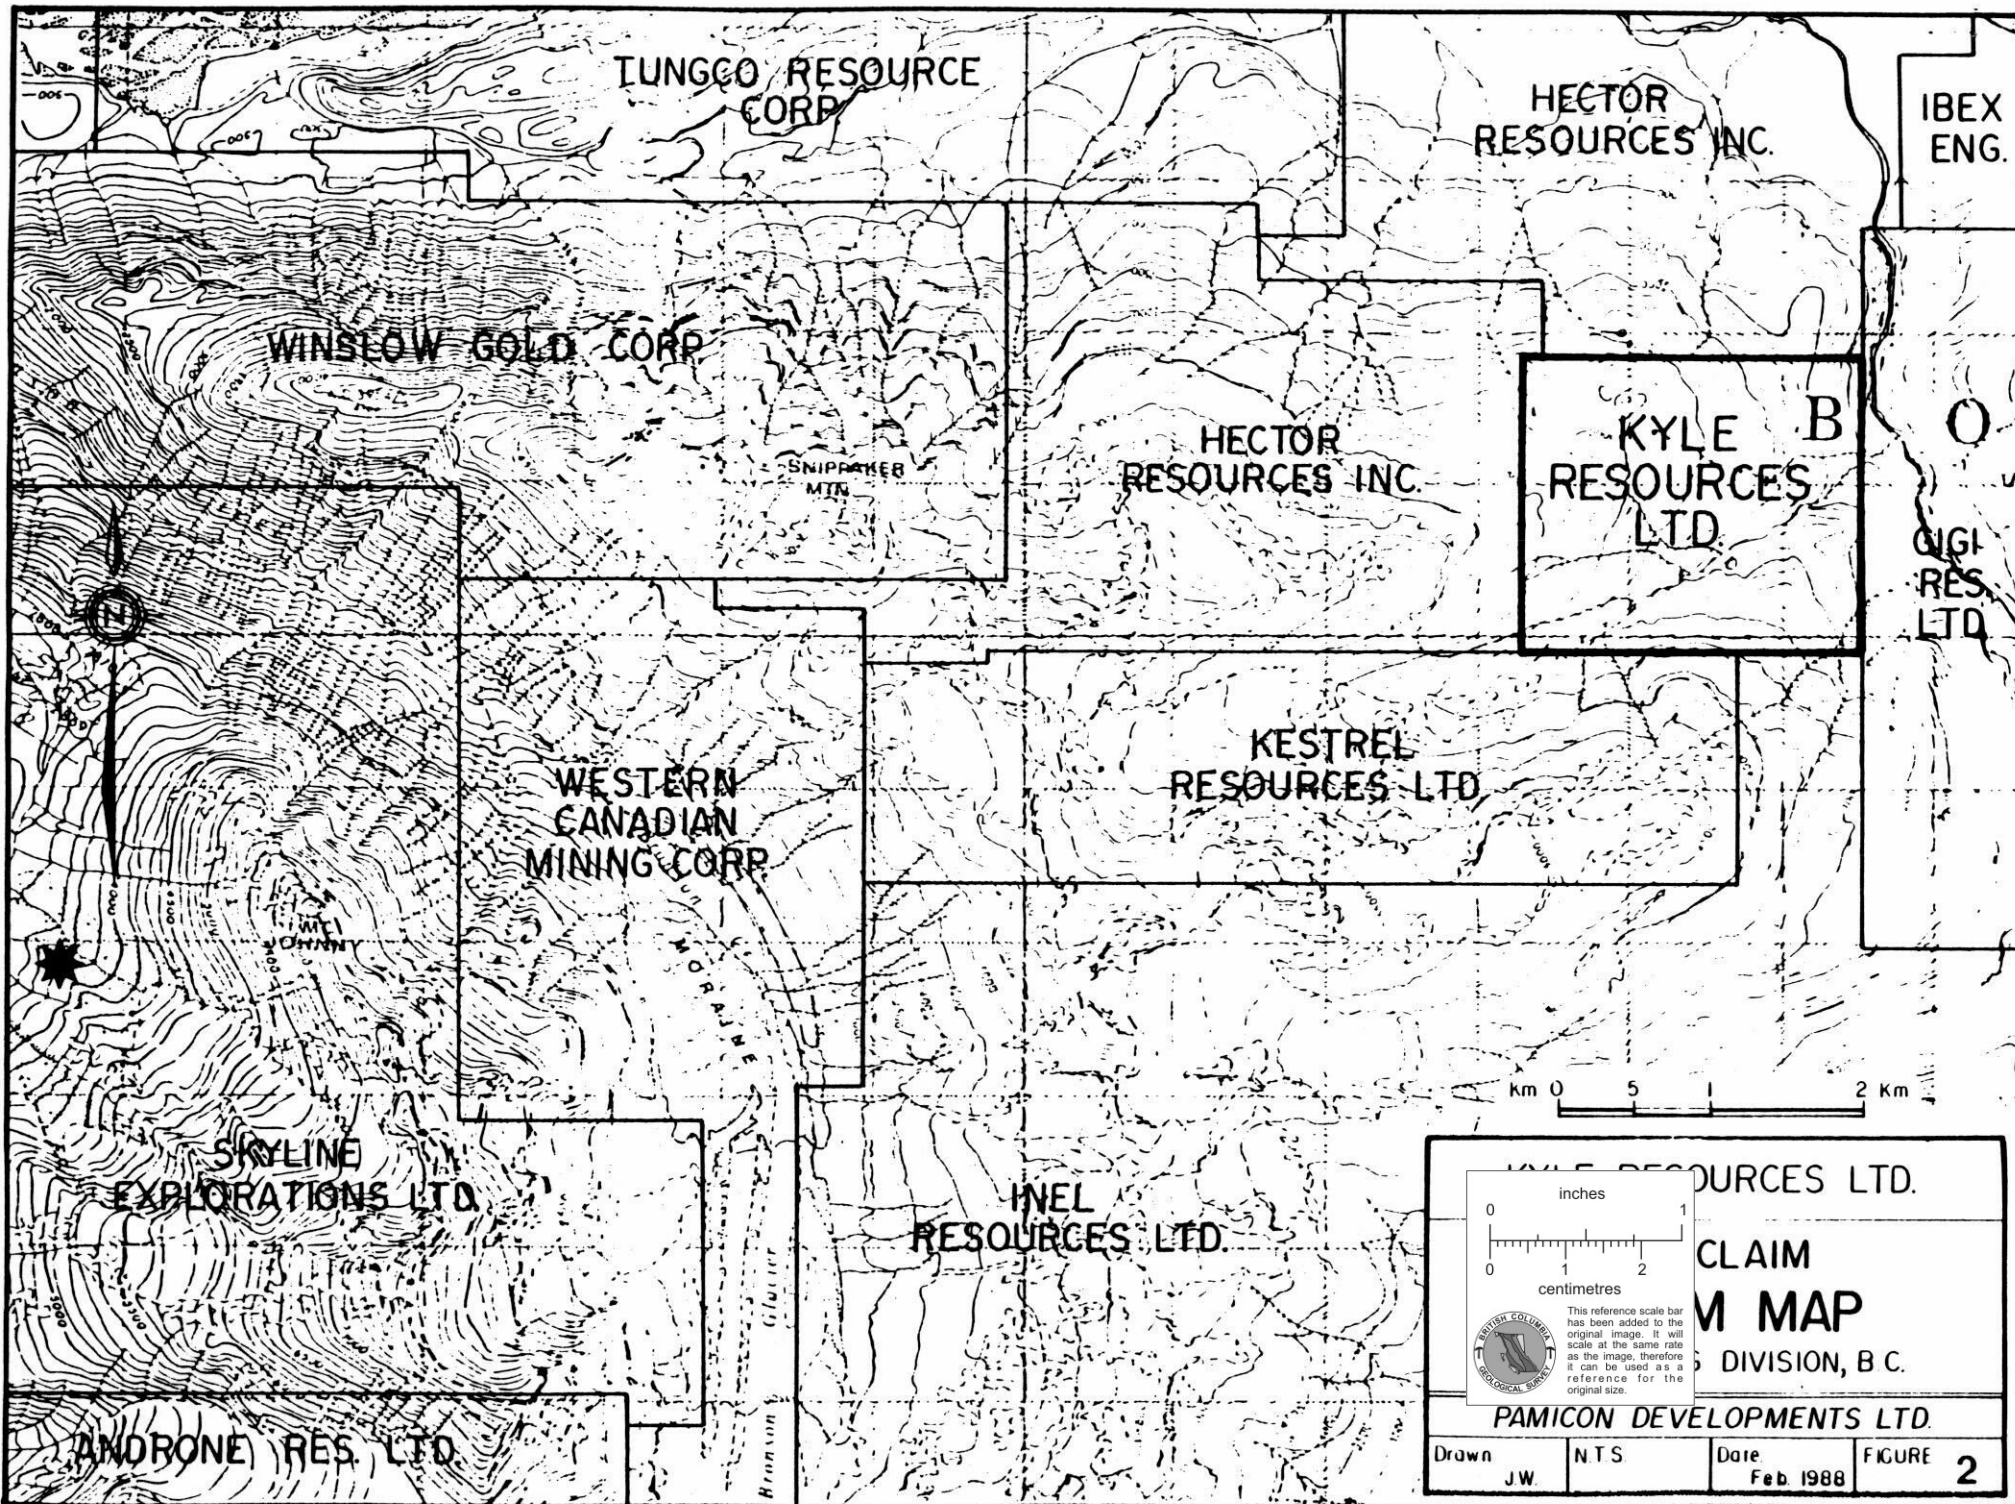 TUNGCO RESOURCE
CORP.
HECTOR
RESOURCES INC.
IBEX
ENG.
WINSLOW GOLD CORP.
SNIPPAKER
MTN.
HECTOR
RESOURCES INC.
KYLE
RESOURCES
LTD.
B
O
GIGI
RES.
LTD.
N
KESTREL
RESOURCES LTD.
WESTERN
CANADIAN
MINING CORP.
JOHNNY
MORAINE
Km 0 5 1 2 Km
SKYLINE
EXPLORATIONS LTD.
INEL
RESOURCES LTD.
Bronson Glacier
ANDRONE RES. LTD.
OURCES LTD.
CLAIM
M MAP
DIVISION, B.C.
PAMICON DEVELOPMENTS LTD.
Drawn
J.W.
N.T.S.
Date
Feb. 1988
FIGURE 2
inches
0 1
0 1 2
centimetres
This reference scale bar
has been added to the
original image. It will
scale at the same rate
as the image, therefore
it can be used as a
reference for the
original size.
BRITISH COLUMBIA
GEOLOGICAL SURVEY